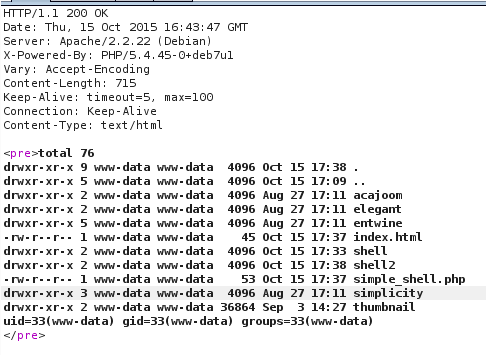 HTTP/1.1 200 OK
Date: Thu, 15 Oct 2015 16:43:47 GMT
Server: Apache/2.2.22 (Debian)
X-Powered-By: PHP/5.4.45-0+deb7u1
Vary: Accept-Encoding
Content-Length: 715
Keep-Alive: timeout=5, max=100
Connection: Keep-Alive
Content-Type: text/html

<pre>total 76
drwxr-xr-x 9 www-data www-data  4096 Oct 15 17:38 .
drwxr-xr-x 5 www-data www-data  4096 Oct 15 17:09 ..
drwxr-xr-x 2 www-data www-data  4096 Aug 27 17:11 acajoom
drwxr-xr-x 2 www-data www-data  4096 Aug 27 17:11 elegant
drwxr-xr-x 5 www-data www-data  4096 Aug 27 17:11 entwine
-rw-r--r-- 1 www-data www-data    45 Oct 15 17:37 index.html
drwxr-xr-x 2 www-data www-data  4096 Oct 15 17:33 shell
drwxr-xr-x 2 www-data www-data  4096 Oct 15 17:38 shell2
-rw-r--r-- 1 www-data www-data    53 Oct 15 17:37 simple_shell.php
drwxr-xr-x 3 www-data www-data  4096 Aug 27 17:11 simplicity
drwxr-xr-x 2 www-data www-data 36864 Sep  3 14:27 thumbnail
uid=33(www-data) gid=33(www-data) groups=33(www-data)
</pre>